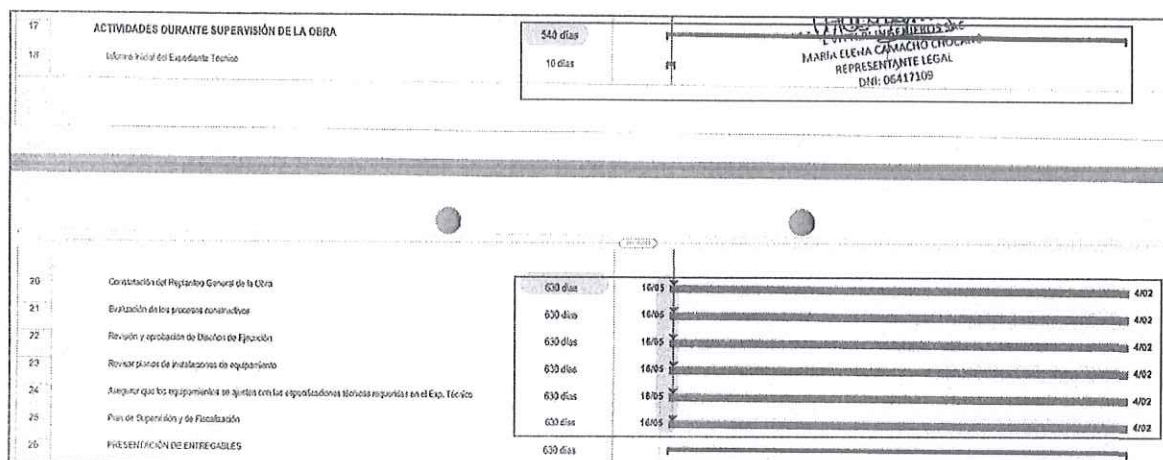 17 ACTIVIDADES DURANTE SUPERVISIÓN DE LA OBRA 540 días
INGENIEROS SAC
MARÍA ELENA CAMACHO CHOCANO
18 Informe Inicial del Expediente Técnico 10 días
REPRESENTANTE LEGAL
DNI: 06417109
20 Constatación del Replanteo General de la Obra 630 días 16/05 4/02
21 Evaluación de los procesos constructivos 630 días 16/05 4/02
22 Revisión y aprobación de Diseños de Ejecución 630 días 16/05 4/02
23 Revisar planos de instalaciones de equipamiento 630 días 16/05 4/02
24 Asegurar que los equipamientos se ajusten con las especificaciones técnicas requeridas en el Exp. Técnico 630 días 16/05 4/02
25 Plan de Supervisión y de Fiscalización 630 días 16/05 4/02
26 PRESENTACIÓN DE ENTREGABLES 630 días